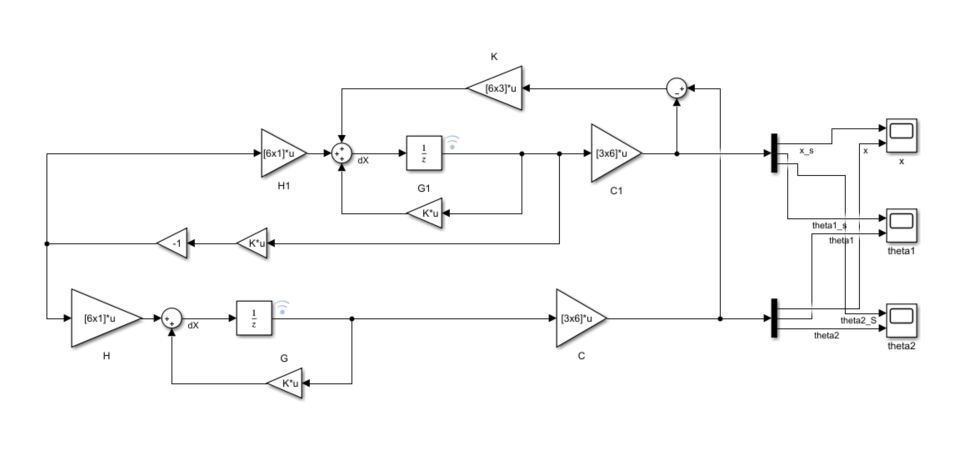 K
[6x3]*u
−
+
[6x1]*u
+
+
+
dX
1
z
[3x6]*u
x_s
x
x
H1
G1
C1
K*u
theta1_s
-1
K*u
theta1
theta1
[6x1]*u
+
+
dX
1
z
[3x6]*u
theta2_S
theta2
theta2
H
G
C
K*u